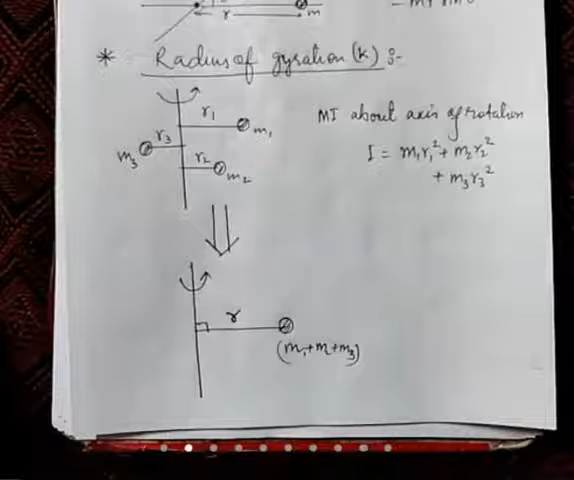 r m
* Radius of gyration (K) :-
r₁ m₁
r₃ m₃
r₂ m₂
MI about axis of rotation
I = m₁r₁² + m₂r₂²
+ m₃r₃²
r
(m₁+m+m₃)